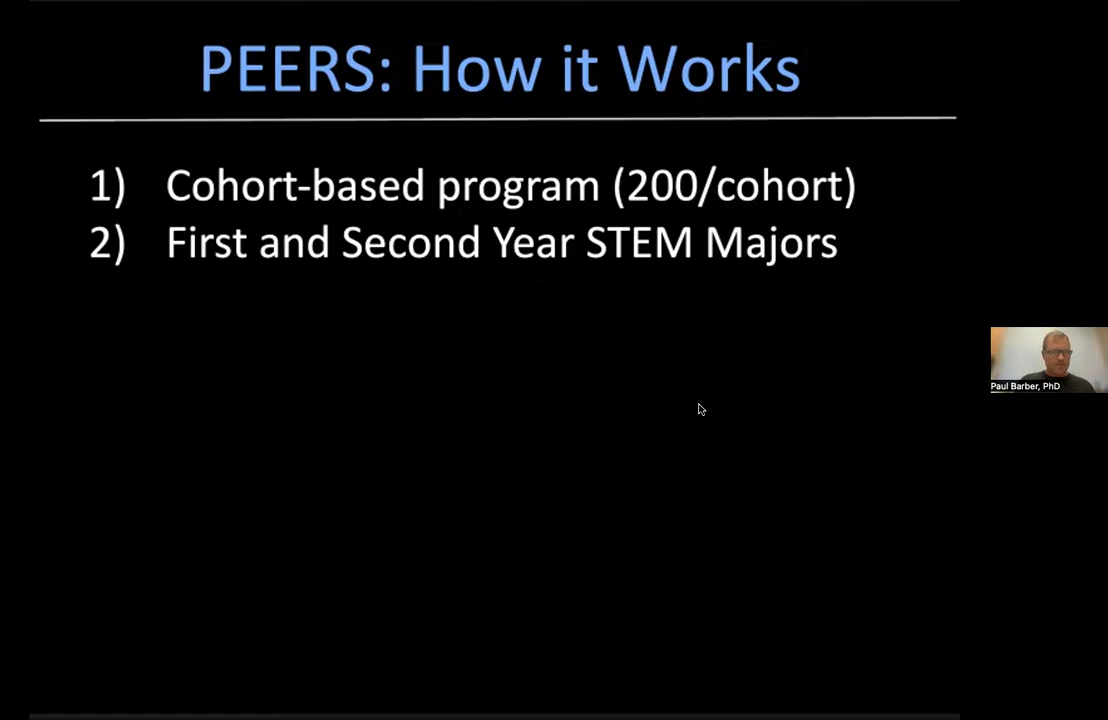 PEERS: How it Works
1) Cohort-based program (200/cohort)
2) First and Second Year STEM Majors
Paul Barber, PhD